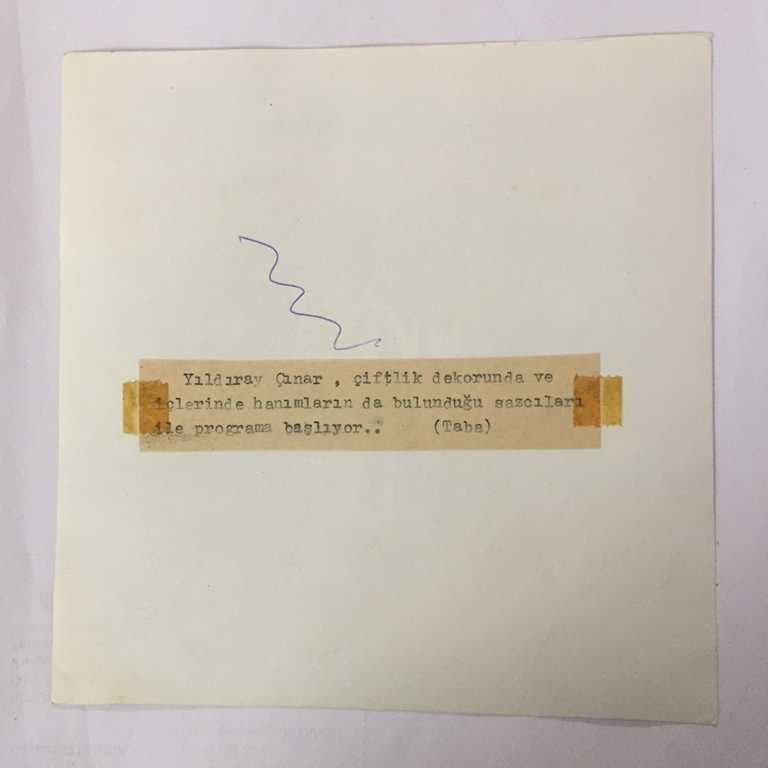 Yıldıray Çınar , çiftlik dekorunda ve
içlerinde hanımların da bulunduğu sazcıları
ile programa başlıyor.. (Taba)